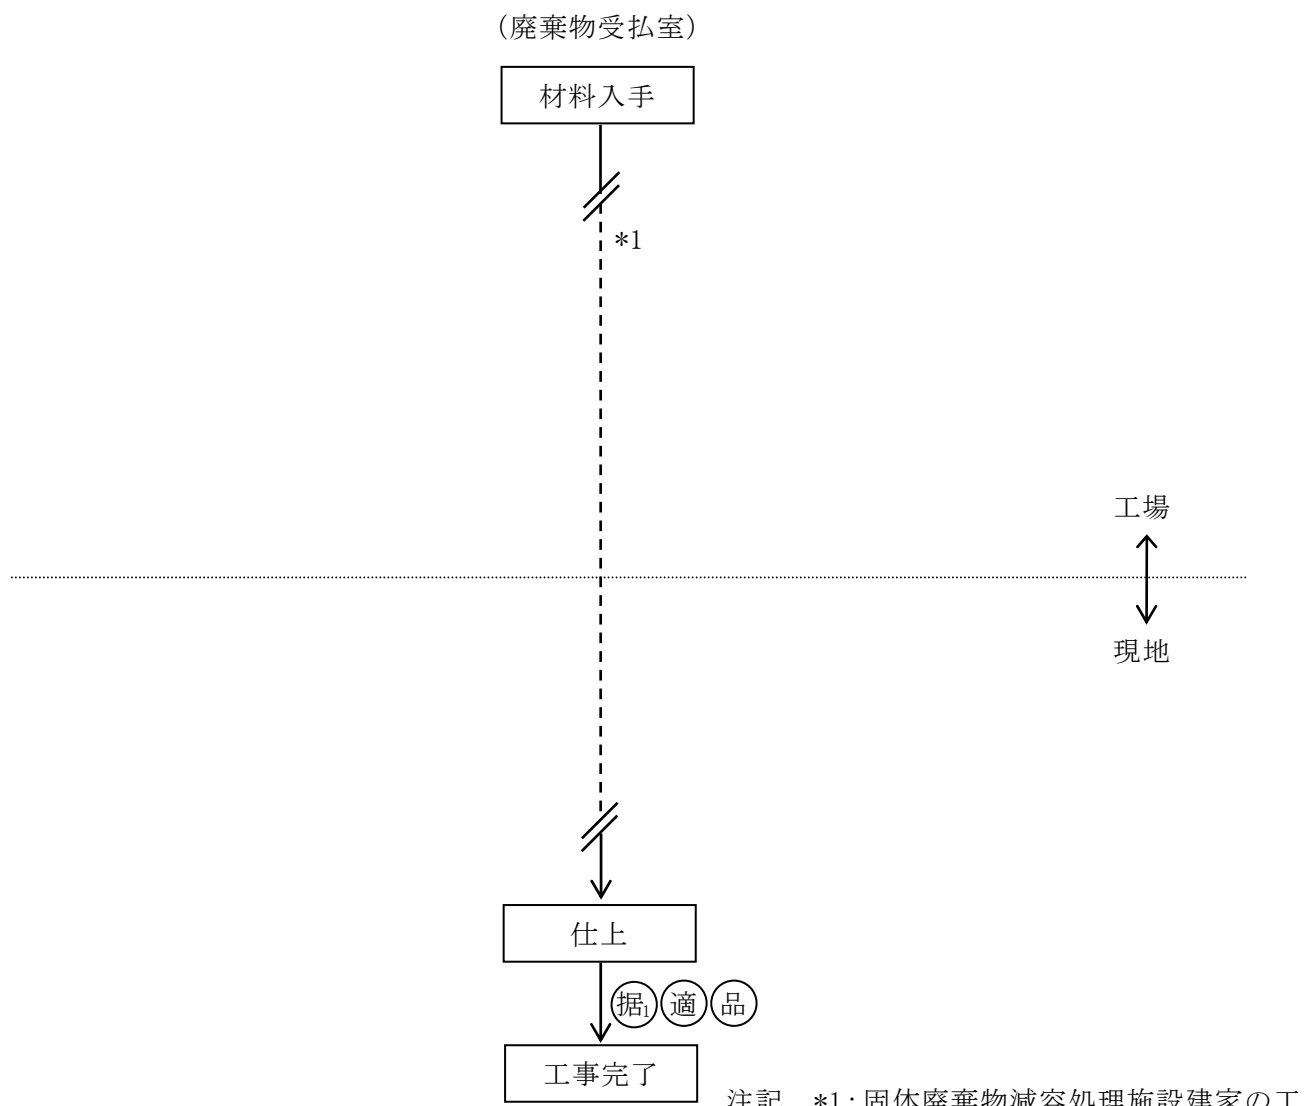 (廃棄物受払室)
材料入手
*1
工場
現地
仕上
据1 適 品
工事完了
注記 *1:固体廃棄物減容処理施設建家の工